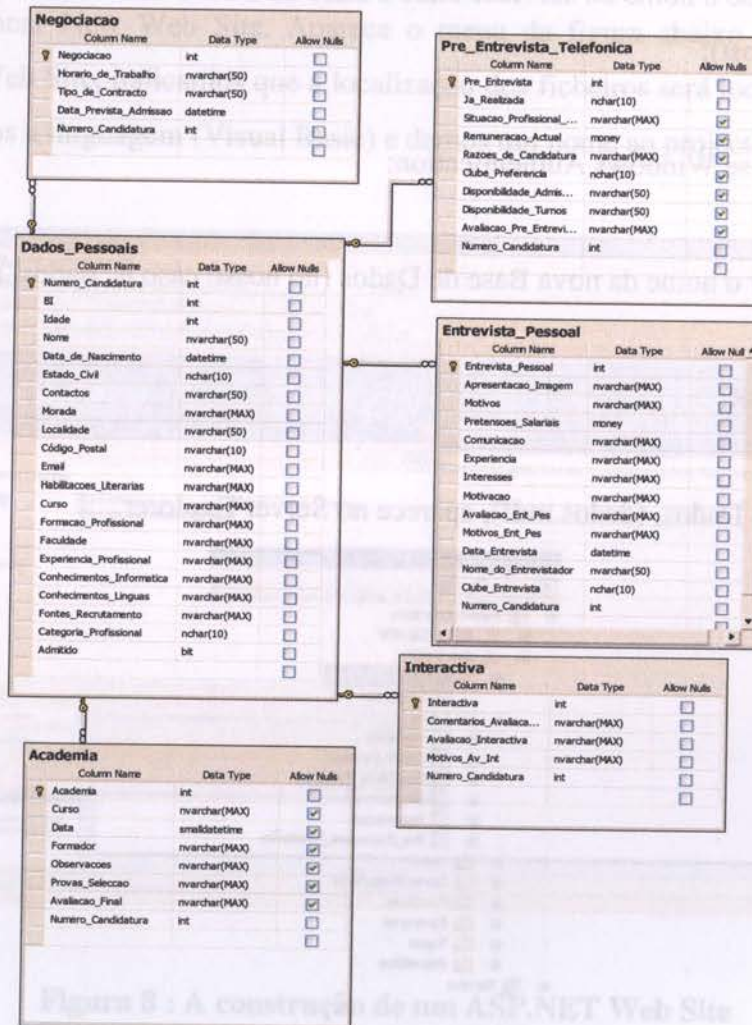 Negociacao
Column Name Data Type Allow Nulls
Negociacao int
Horario_de_Trabalho nvarchar(50)
Tipo_de_Contrato nvarchar(50)
Data_Prevista_Admissao datetime
Numero_Candidatura int
Pre_Entrevista_Telefonica
Column Name Data Type Allow Nulls
Pre_Entrevista int
Ja_Realizada nchar(10)
Situacao_Profissional_... nvarchar(MAX)
Remuneracao_Actual money
Razoes_de_Candidatura nvarchar(MAX)
Clube_Preferencia nchar(10)
Disponibilidade_Admis... nvarchar(50)
Disponibilidade_Turnos nvarchar(50)
Avaliacao_Pre_Entrevi... nvarchar(MAX)
Numero_Candidatura int
Dados_Pessoais
Column Name Data Type Allow Nulls
Numero_Candidatura int
BI int
Idade int
Nome nvarchar(50)
Data_de_Nascimento datetime
Estado_Civil nchar(10)
Contactos nvarchar(50)
Morada nvarchar(MAX)
Localidade nvarchar(50)
Código_Postal nvarchar(10)
Email nvarchar(MAX)
Habilitacoes_Literarias nvarchar(MAX)
Curso nvarchar(MAX)
Formacao_Profissional nvarchar(MAX)
Faculdade nvarchar(MAX)
Experiencia_Profissional nvarchar(MAX)
Conhecimentos_Informatica nvarchar(MAX)
Conhecimentos_Linguas nvarchar(MAX)
Fontes_Recrutamento nvarchar(MAX)
Categoria_Profissional nchar(10)
Admitido bit
Entrevista_Pessoal
Column Name Data Type Allow Null
Entrevista_Pessoal int
Apresentacao_Imagem nvarchar(MAX)
Motivos nvarchar(MAX)
Pretensoes_Salariais money
Comunicacao nvarchar(MAX)
Experiencia nvarchar(MAX)
Interesses nvarchar(MAX)
Motivacao nvarchar(MAX)
Avaliacao_Entrevista nvarchar(MAX)
Motivos_Ent_Pes nvarchar(MAX)
Data_Entrevista datetime
Nome_do_Entrevistador nvarchar(50)
Clube_Entrevista nchar(10)
Numero_Candidatura int
Interactiva
Column Name Data Type Allow Nulls
Interactiva int
Comentarios_Avaliaca... nvarchar(MAX)
Avaliacao_Interactiva nvarchar(MAX)
Motivos_Av_Int nvarchar(MAX)
Numero_Candidatura int
Academia
Column Name Data Type Allow Nulls
Academia int
Curso nvarchar(MAX)
Data smalldatetime
Formador nvarchar(MAX)
Observacoes nvarchar(MAX)
Provas_Seleccao nvarchar(MAX)
Avaliacao_Final nvarchar(MAX)
Numero_Candidatura int
Figura 8 : A construção de um ASP.NET Web Site